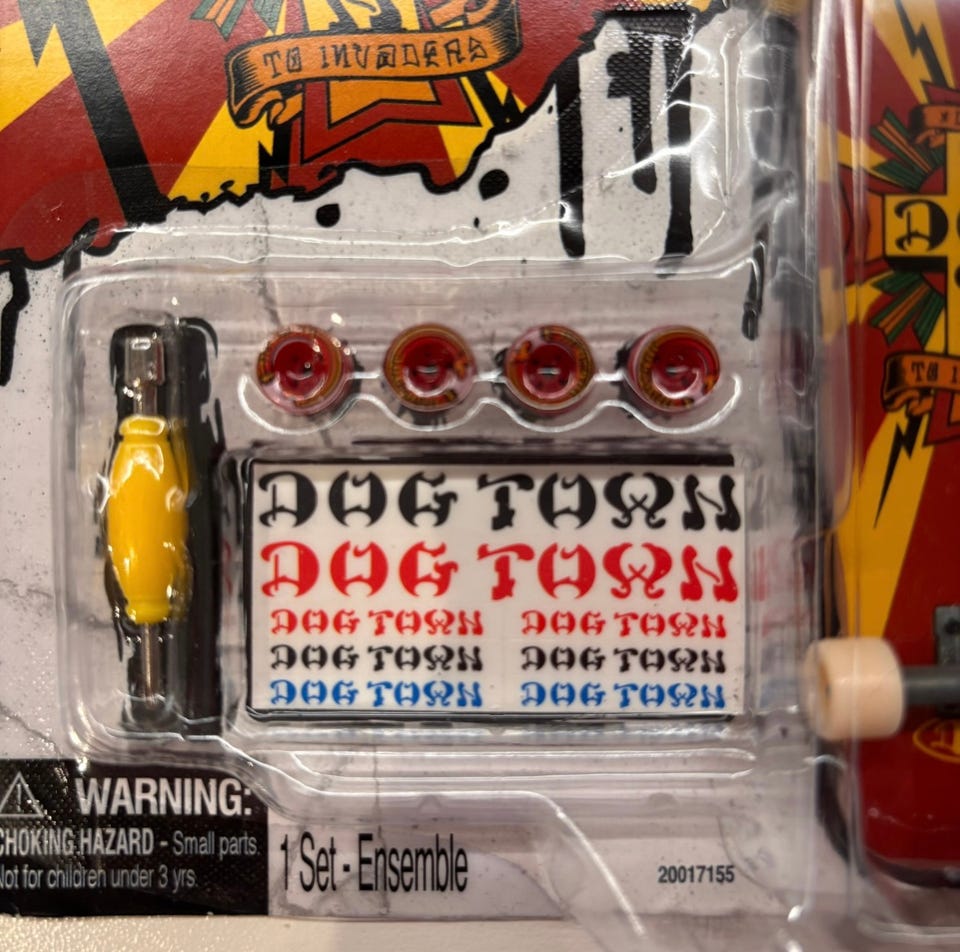 TO INVADERS
DOG TOWN
DOG TOWN
DOG TOWN DOG TOWN
DOG TOWN DOG TOWN
DOG TOWN DOG TOWN
WARNING:
CHOKING HAZARD - Small parts.
Not for children under 3 yrs.
1 Set - Ensemble
20017155